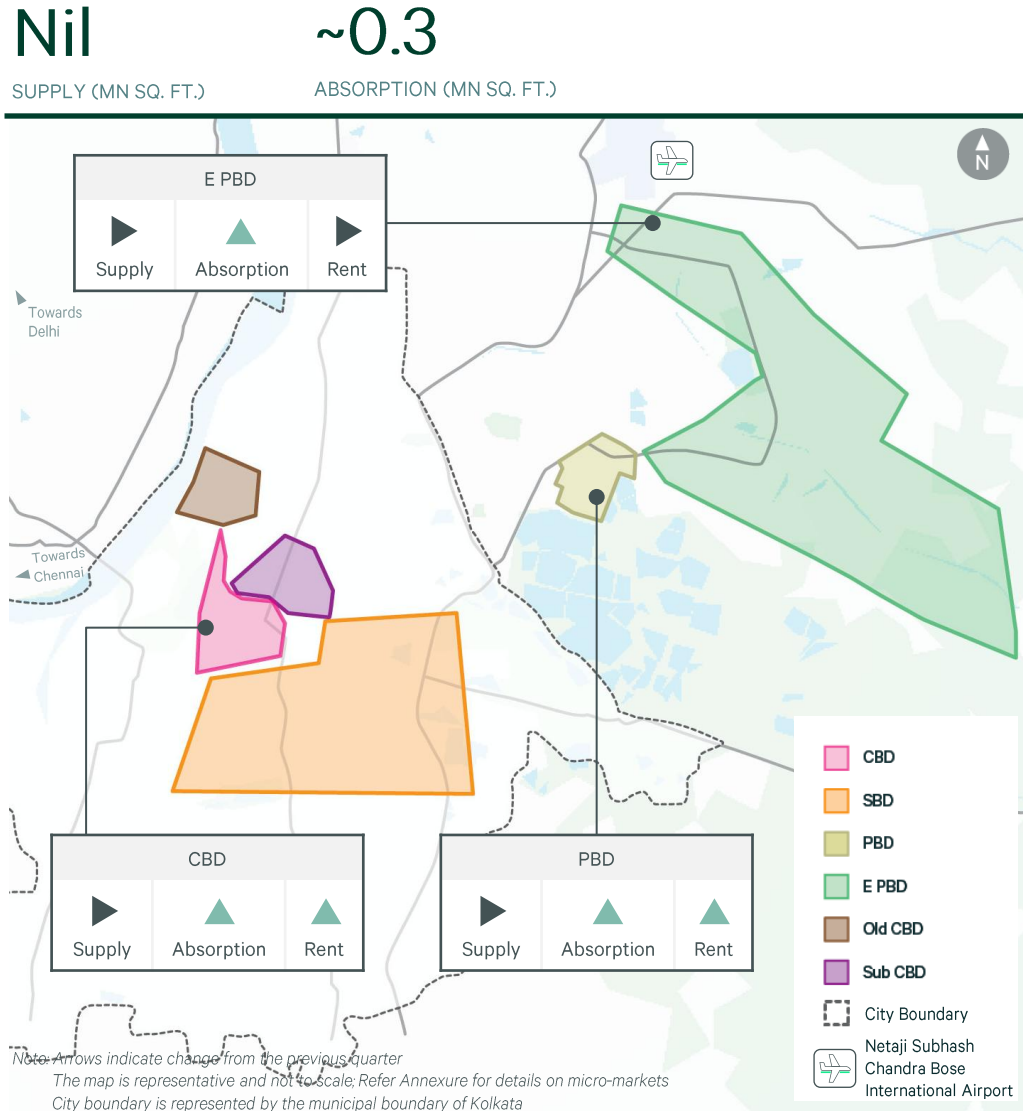 Nil
~0.3
SUPPLY (MN SQ. FT.)
ABSORPTION (MN SQ. FT.)
N
E PBD
Supply
Absorption
Rent
Towards
Delhi
Towards
Chennai
CBD
Supply
Absorption
Rent
PBD
Supply
Absorption
Rent
CBD
SBD
PBD
E PBD
Old CBD
Sub CBD
City Boundary
Netaji Subhash
Chandra Bose
International Airport
Note: Arrows indicate change from the previous quarter
The map is representative and not to scale; Refer Annexure for details on micro-markets
City boundary is represented by the municipal boundary of Kolkata